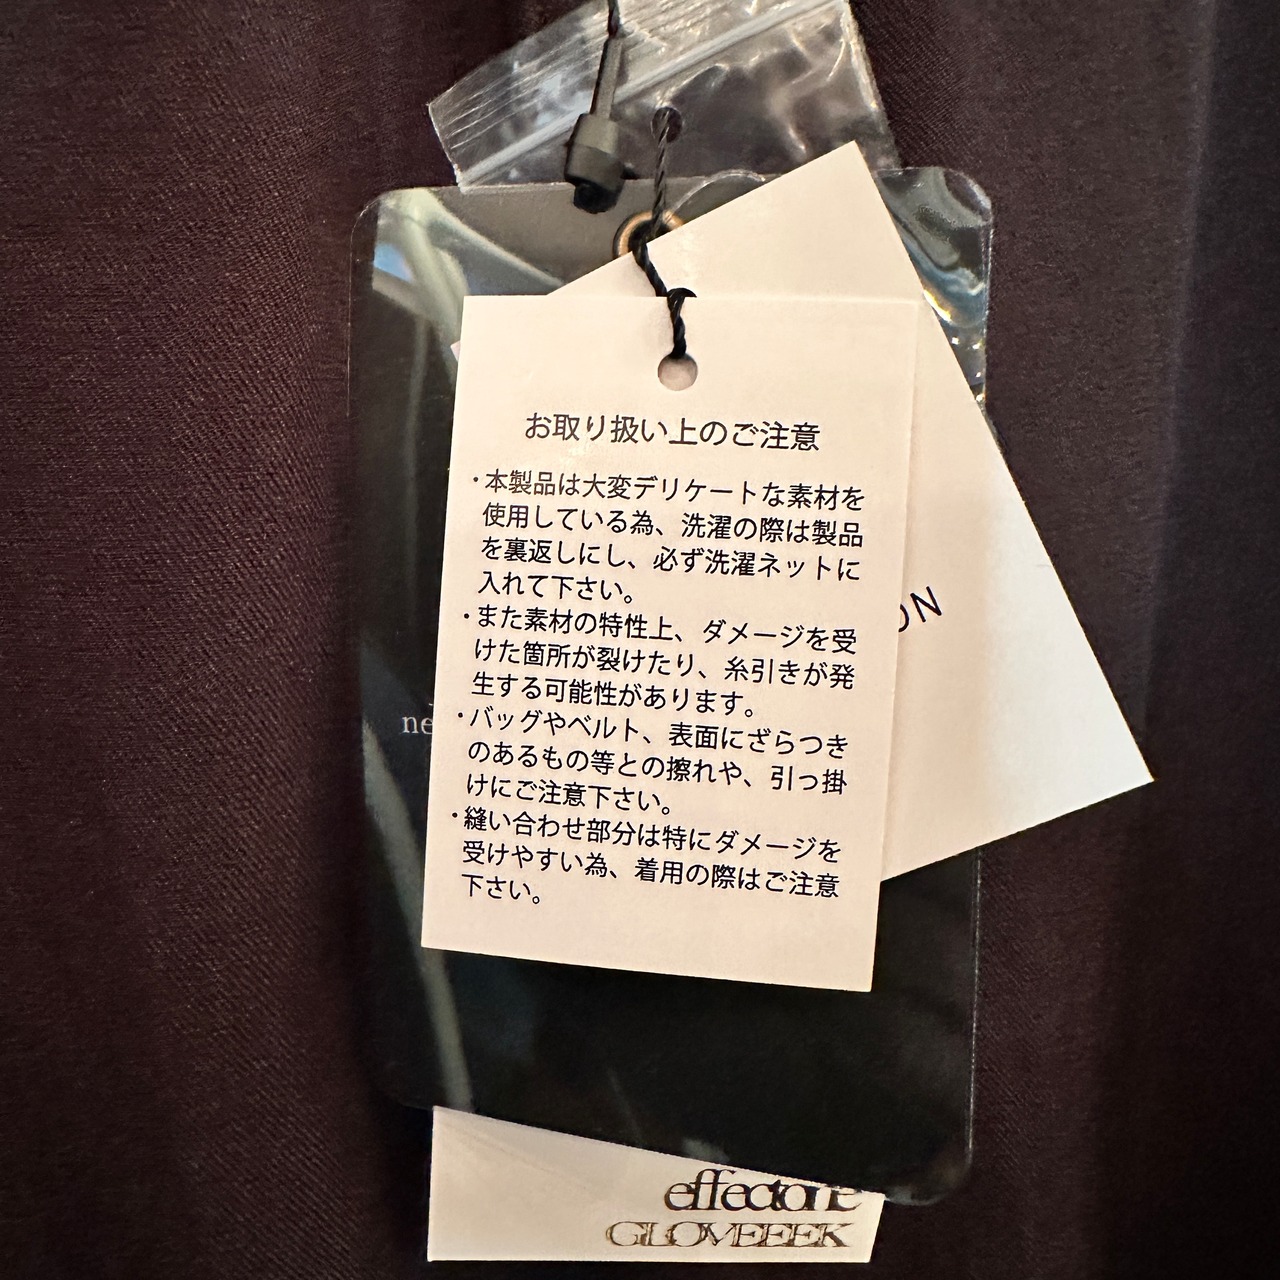 お取り扱い上のご注意
・本製品は大変デリケートな素材を
使用している為、洗濯の際は製品
を裏返しにし、必ず洗濯ネットに
入れて下さい。
・また素材の特性上、ダメージを受
けた箇所が裂けたり、糸引きが発
生する可能性があります。
・バッグやベルト、表面にざらつき
のあるもの等との擦れや、引っ掛
けにご注意下さい。
・縫い合わせ部分は特にダメージを
受けやすい為、着用の際はご注意
下さい。
ON
ne
effectone
GLOVEEEEK